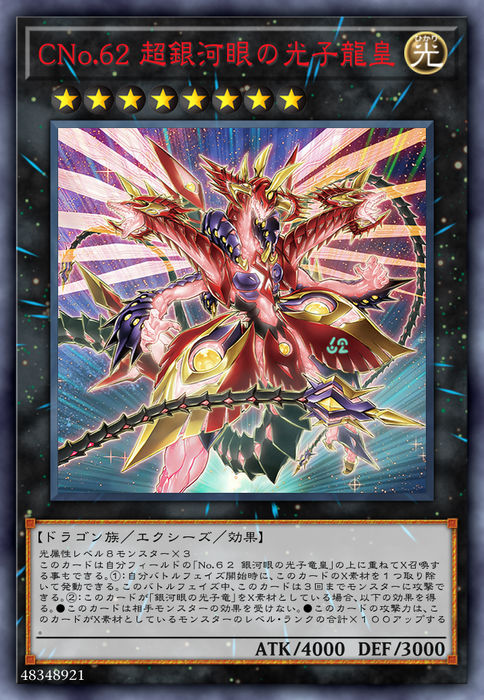 CNo.62 超銀河眼の光子龍皇
ひかり
光
62
【ドラゴン族／エクシーズ／効果】
光属性レベル８モンスター×３
このカードは自分フィールドの「No.62 銀河眼の光子竜皇」の上に重ねてX召喚す
る事もできる。①：自分バトルフェイズ開始時に、このカードのX素材を１つ取り除
いて発動できる。このバトルフェイズ中、このカードは３回までモンスターに攻撃で
きる。②：このカードが「銀河眼の光子竜」をX素材としている場合、以下の効果を得
る。●このカードは相手モンスターの効果を受けない。●このカードの攻撃力は、こ
のカードがX素材としているモンスターのレベル・ランクの合計×１００アップする
。
ATK/4000 DEF/3000
48348921